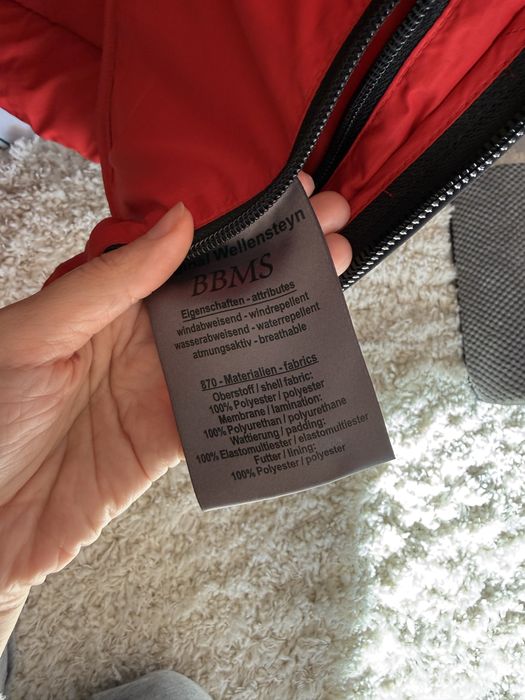 Wellensteyn
BBMS
Eigenschaften - attributes
windabweisend - windrepellent
wasserabweisend - waterrepellent
atmungsaktiv - breathable
870 - Materialien - fabrics
Oberstoff / shell fabric:
100% Polyester / polyester
Membrane / lamination:
100% Polyurethan / polyurethane
Wattierung / padding:
100% Elastomultiester / elastomultiester
Futter / lining:
100% Polyester / polyester